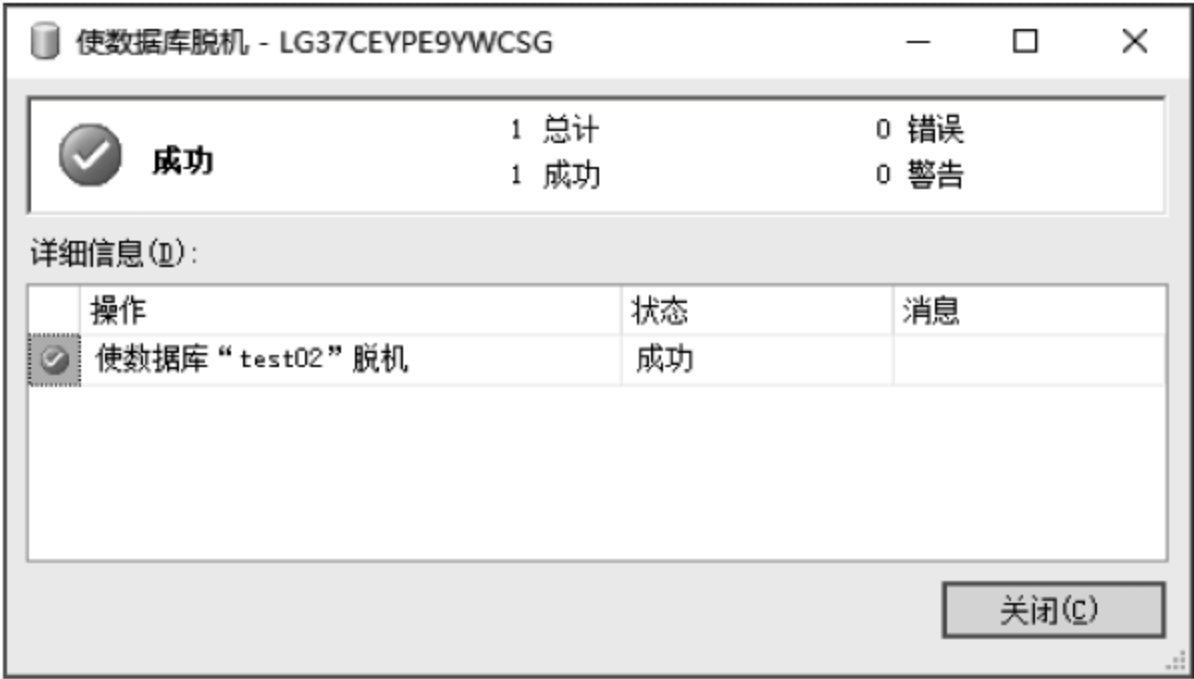 使数据库脱机 - LG37CEYPE9YWCSG
成功
1 总计 0 错误
1 成功 0 警告
详细信息(D):
操作 状态 消息
使数据库“test02”脱机 成功
关闭(C)